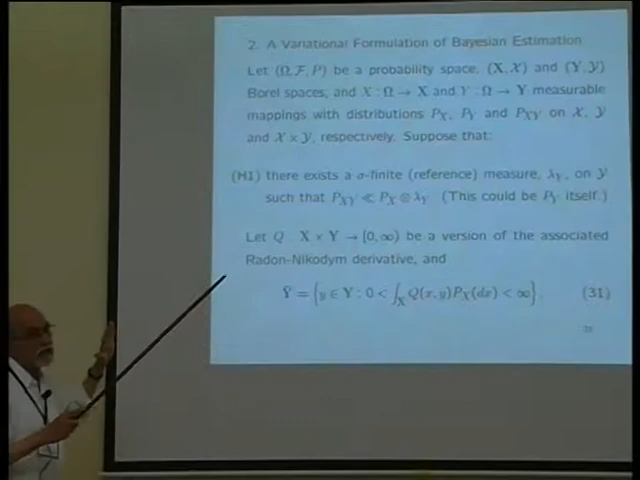 2. A Variational Formulation of Bayesian Estimation
Let (Ω, F, P) be a probability space, (X, X) and (Y, Y)
Borel spaces, and X : Ω → X and Y : Ω → Y measurable
mappings with distributions P_X, P_Y and P_XY on X, Y
and X × Y, respectively. Suppose that:
(H1) there exists a σ-finite (reference) measure, λ_Y, on Y
such that P_XY ≪ P_X ⊗ λ_Y (This could be P_Y itself.)
Let Q X × Y → [0, ∞) be a version of the associated
Radon-Nikodym derivative, and
Ȳ = {y ∈ Y : 0 < ∫_X Q(x, y)P_X(dx) < ∞}. (31)